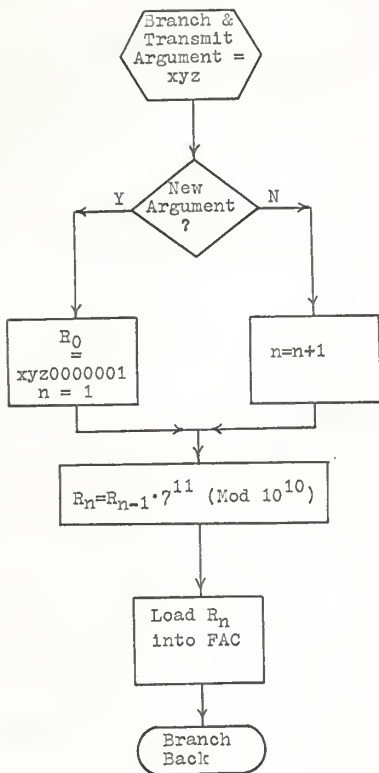 Branch &
Transmit
Argument =
xyz
New
Argument
?
Y
N
R0
=
xyz0000001
n = 1
n=n+1
Rn=Rn-1·7^11 (Mod 10^10)
Load Rn
into FAC
Branch
Back